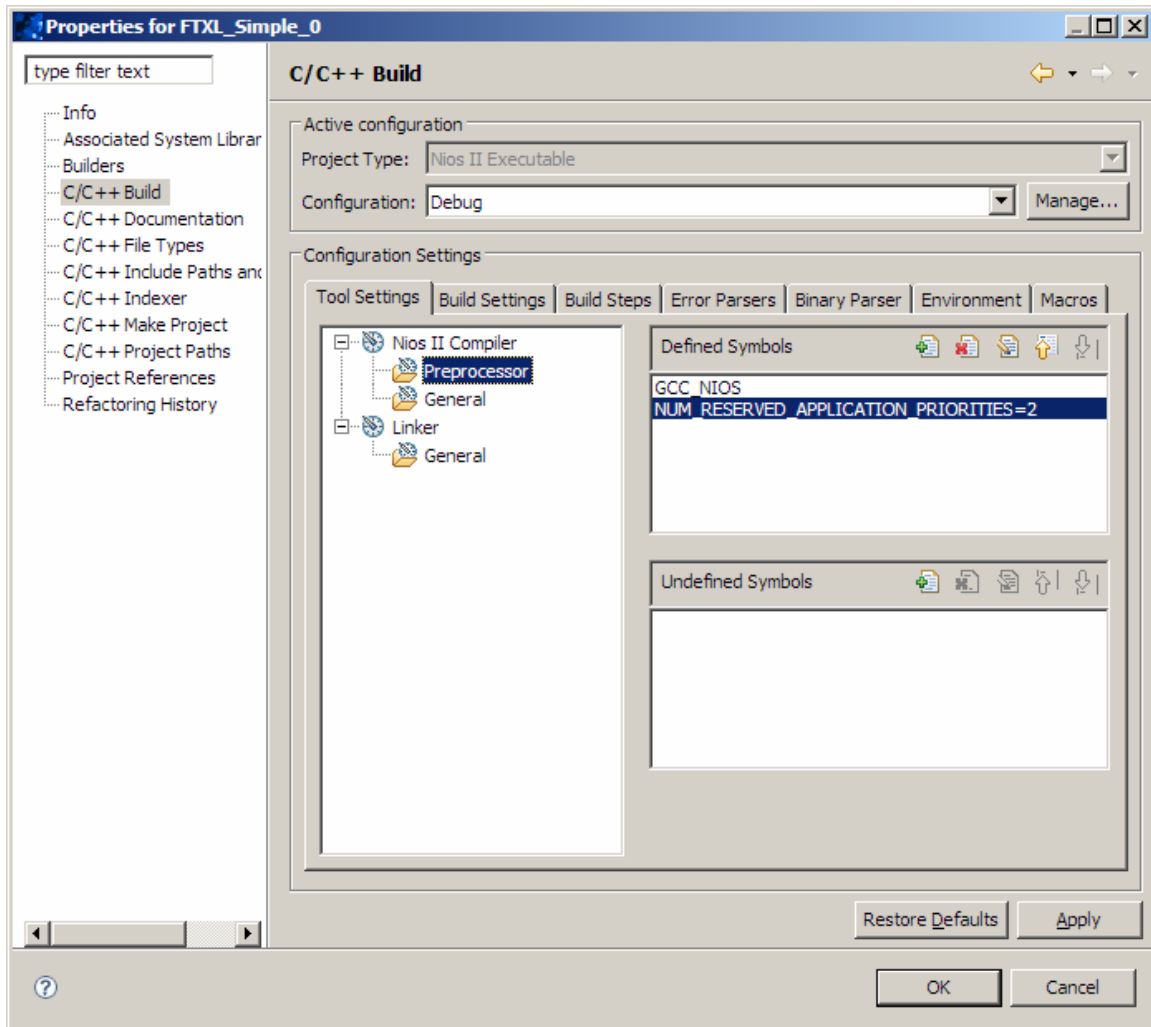 Properties for FTXL_Simple_0
type filter text
Info
Associated System Librar
Builders
C/C++ Build
C/C++ Documentation
C/C++ File Types
C/C++ Include Paths and
C/C++ Indexer
C/C++ Make Project
C/C++ Project Paths
Project References
Refactoring History
C/C++ Build
Active configuration
Project Type: Nios II Executable
Configuration: Debug Manage...
Configuration Settings
Tool Settings Build Settings Build Steps Error Parsers Binary Parser Environment Macros
Nios II Compiler
Preprocessor
General
Linker
General
Defined Symbols
GCC_NIOS
NUM_RESERVED_APPLICATION_PRIORITIES=2
Undefined Symbols
Restore Defaults Apply
? OK Cancel